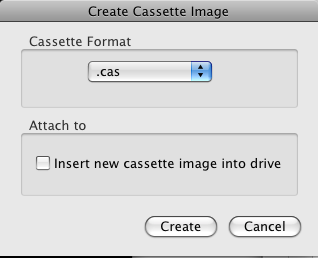 Create Cassette Image
Cassette Format
.cas
Attach to
Insert new cassette image into drive
Create Cancel